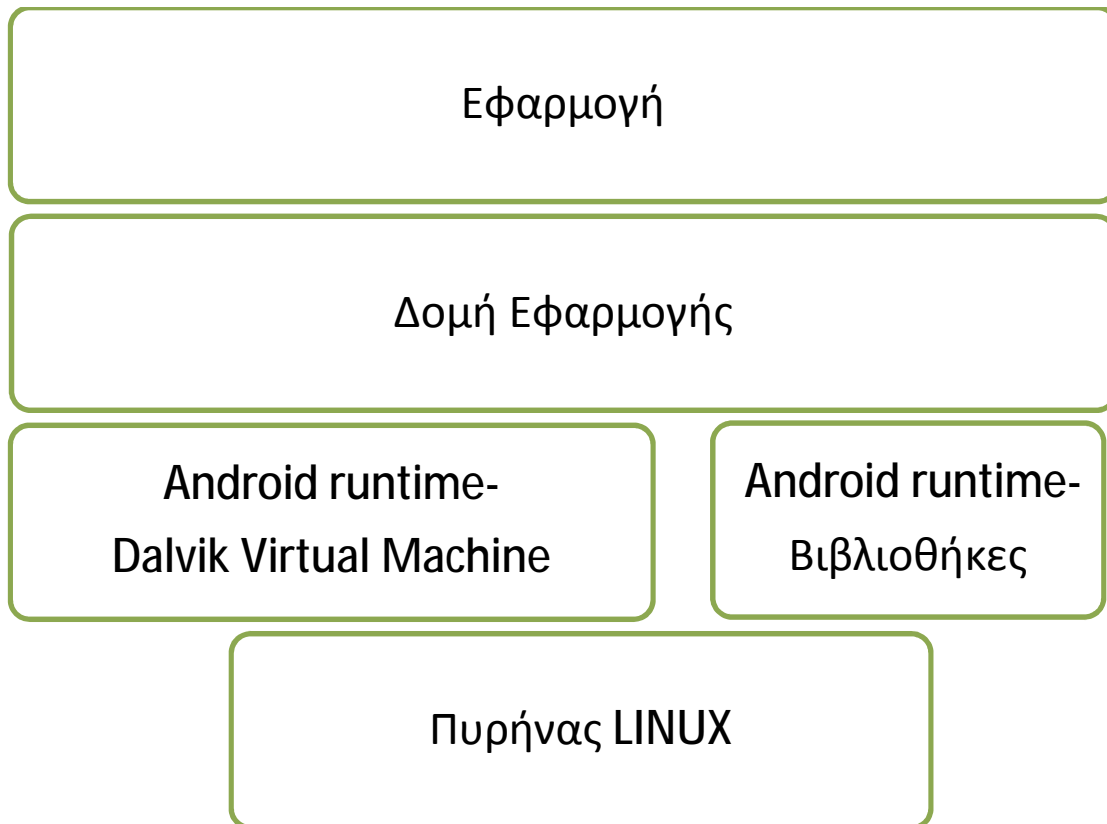 Εφαρμογή
Δομή Εφαρμογής
Android runtime-
Dalvik Virtual Machine
Android runtime-
Βιβλιοθήκες
Πυρήνας LINUX